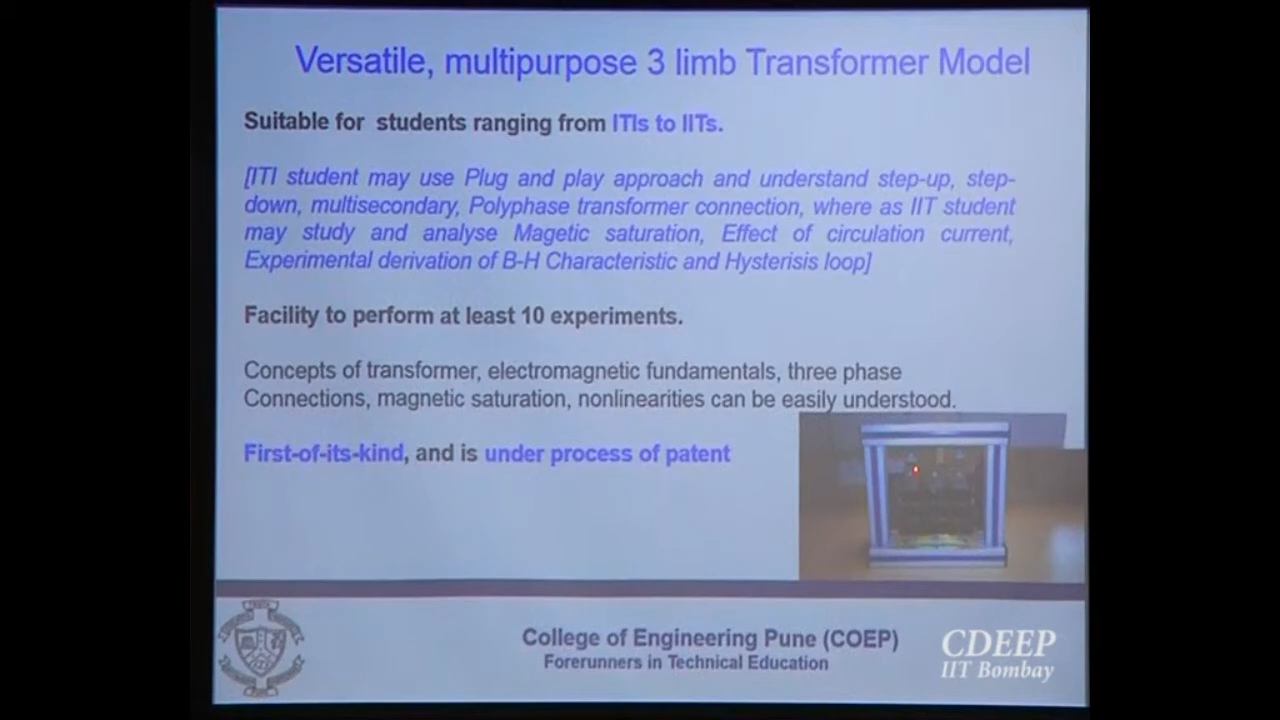 Versatile, multipurpose 3 limb Transformer Model
Suitable for students ranging from ITIs to IITs.
[ITI student may use Plug and play approach and understand step-up, step-
down, multisecondary, Polyphase transformer connection, where as IIT student
may study and analyse Magetic saturation, Effect of circulation current,
Experimental derivation of B-H Characteristic and Hysterisis loop]
Facility to perform at least 10 experiments.
Concepts of transformer, electromagnetic fundamentals, three phase
Connections, magnetic saturation, nonlinearities can be easily understood.
First-of-its-kind, and is under process of patent
College of Engineering Pune (COEP)
Forerunners in Technical Education
CDEEP
IIT Bombay